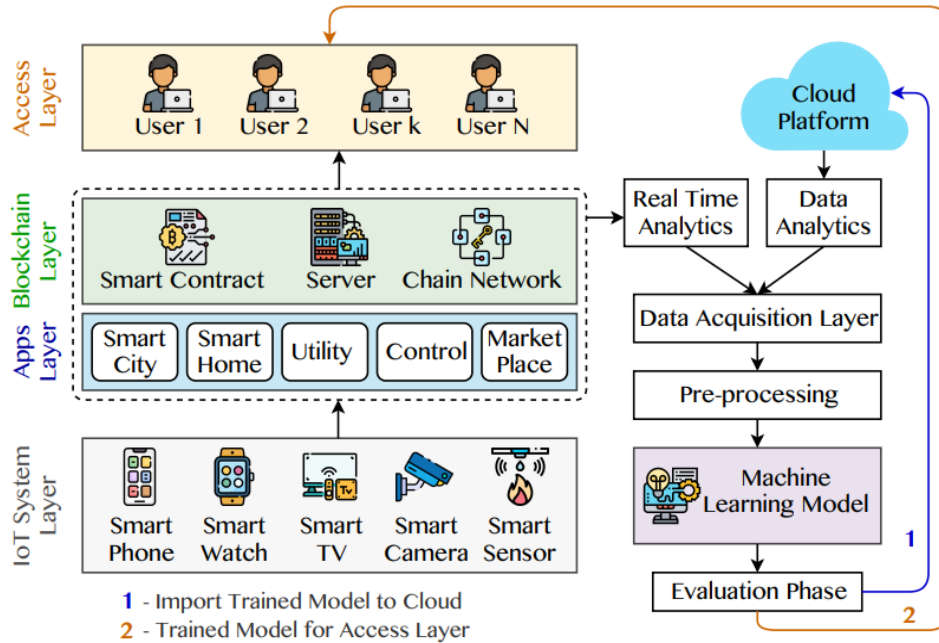 Access
Layer
User 1
User 2
User k
User N
Blockchain
Layer
Smart Contract
Server
Chain Network
Apps
Layer
Smart
City
Smart
Home
Utility
Control
Market
Place
IoT System
Layer
Smart
Phone
Smart
Watch
Tv
Smart
TV
Smart
Camera
Smart
Sensor
Cloud
Platform
Real Time
Analytics
Data
Analytics
Data Acquisition Layer
Pre-processing
Machine
Learning Model
Evaluation Phase
1
2
1 - Import Trained Model to Cloud
2 - Trained Model for Access Layer